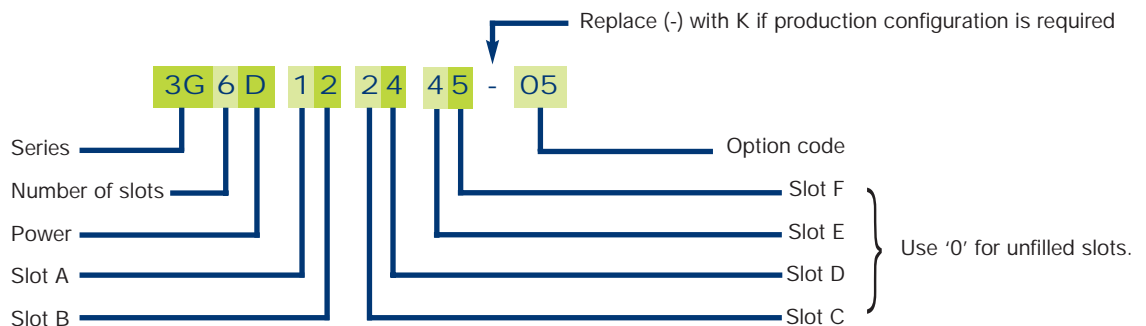 Replace (-) with K if production configuration is required
3G 6 D 1 2 2 4 4 5 - 05
Series
Option code
Number of slots
Slot F
Power
Slot E
Use ‘0’ for unfilled slots.
Slot A
Slot D
Slot B
Slot C